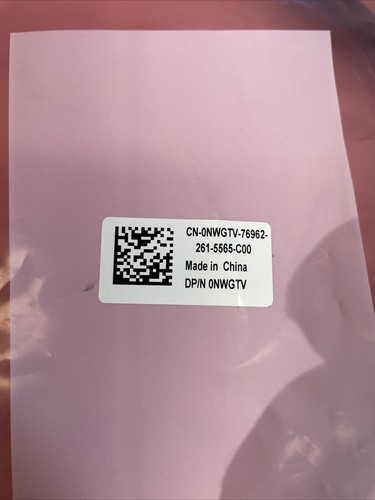 CN-0NWGTV-76962-
261-5565-C00
Made in China
DP/N 0NWGTV